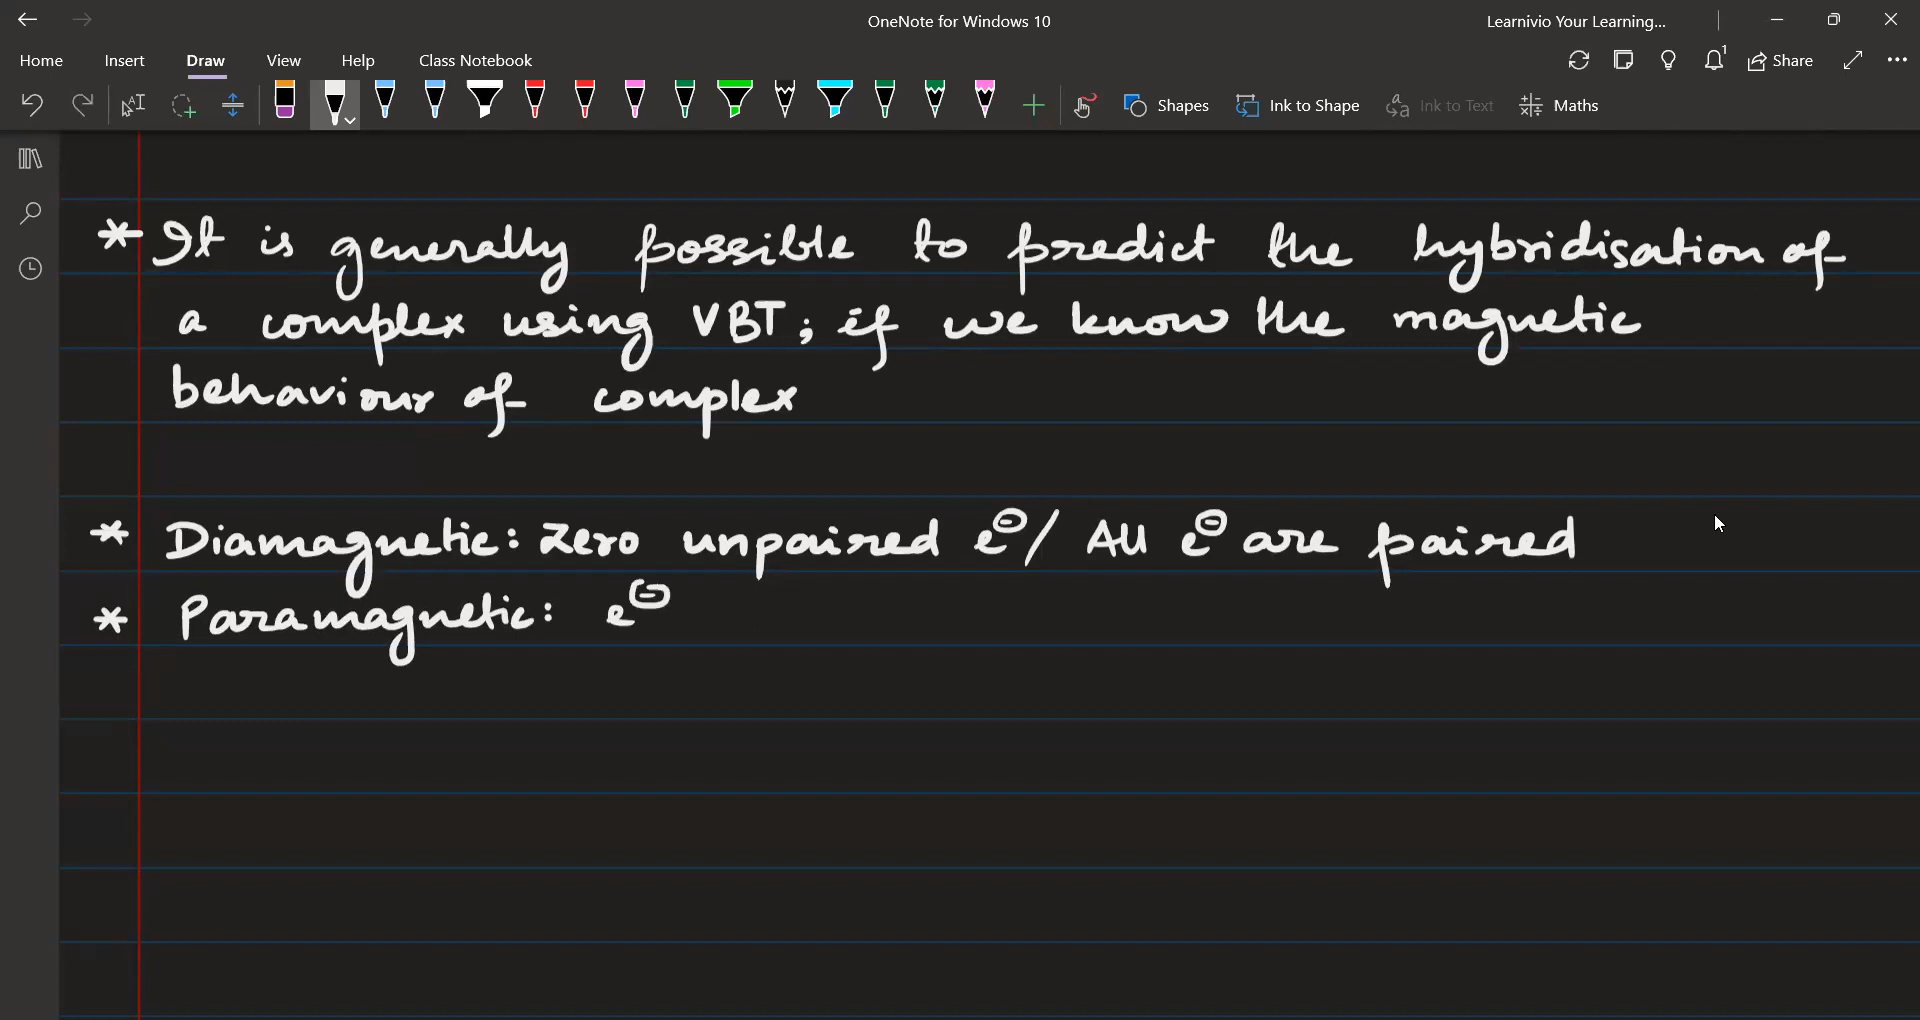 OneNote for Windows 10
Learnivio Your Learning...
Home Insert Draw View Help Class Notebook
1
Share
Shapes Ink to Shape Ink to Text Maths
* It is generally possible to predict the hybridisation of
a complex using VBT; if we know the magnetic
behaviour of complex
* Diamagnetic: Zero unpaired e⊖/ All e⊖ are paired
* Paramagnetic: e⊖